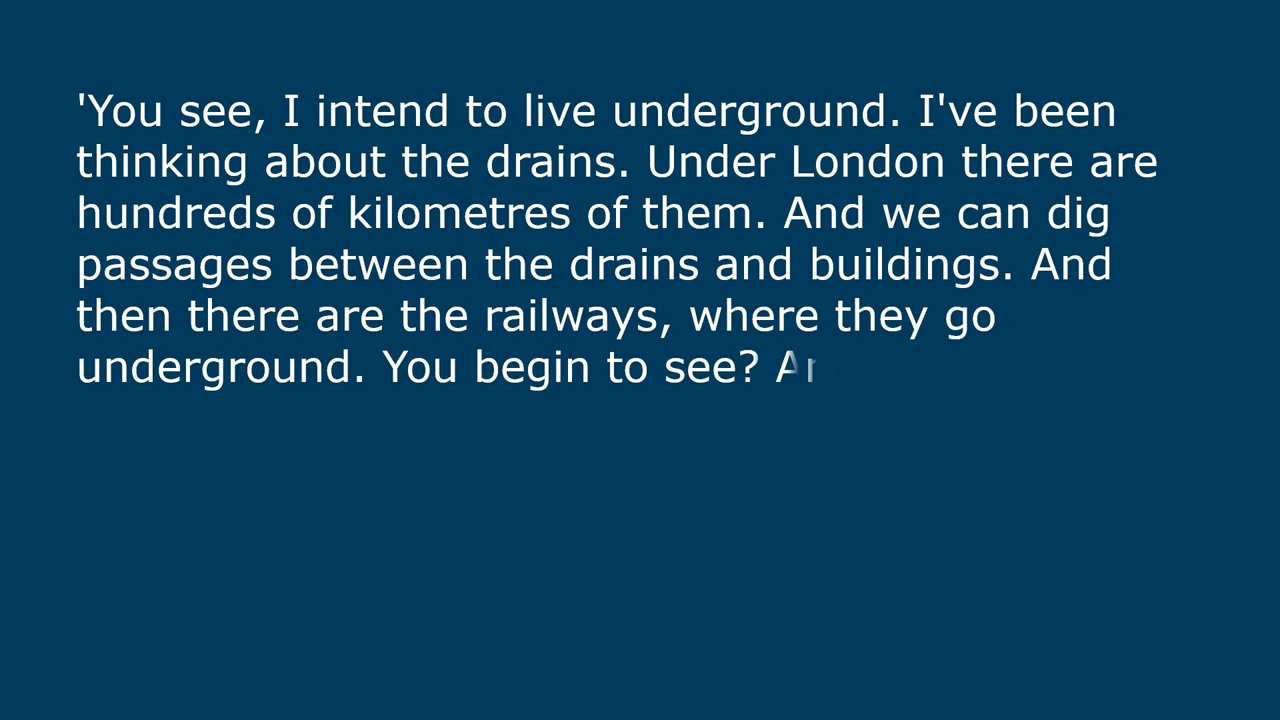 'You see, I intend to live underground. I've been
thinking about the drains. Under London there are
hundreds of kilometres of them. And we can dig
passages between the drains and buildings. And
then there are the railways, where they go
underground. You begin to see?